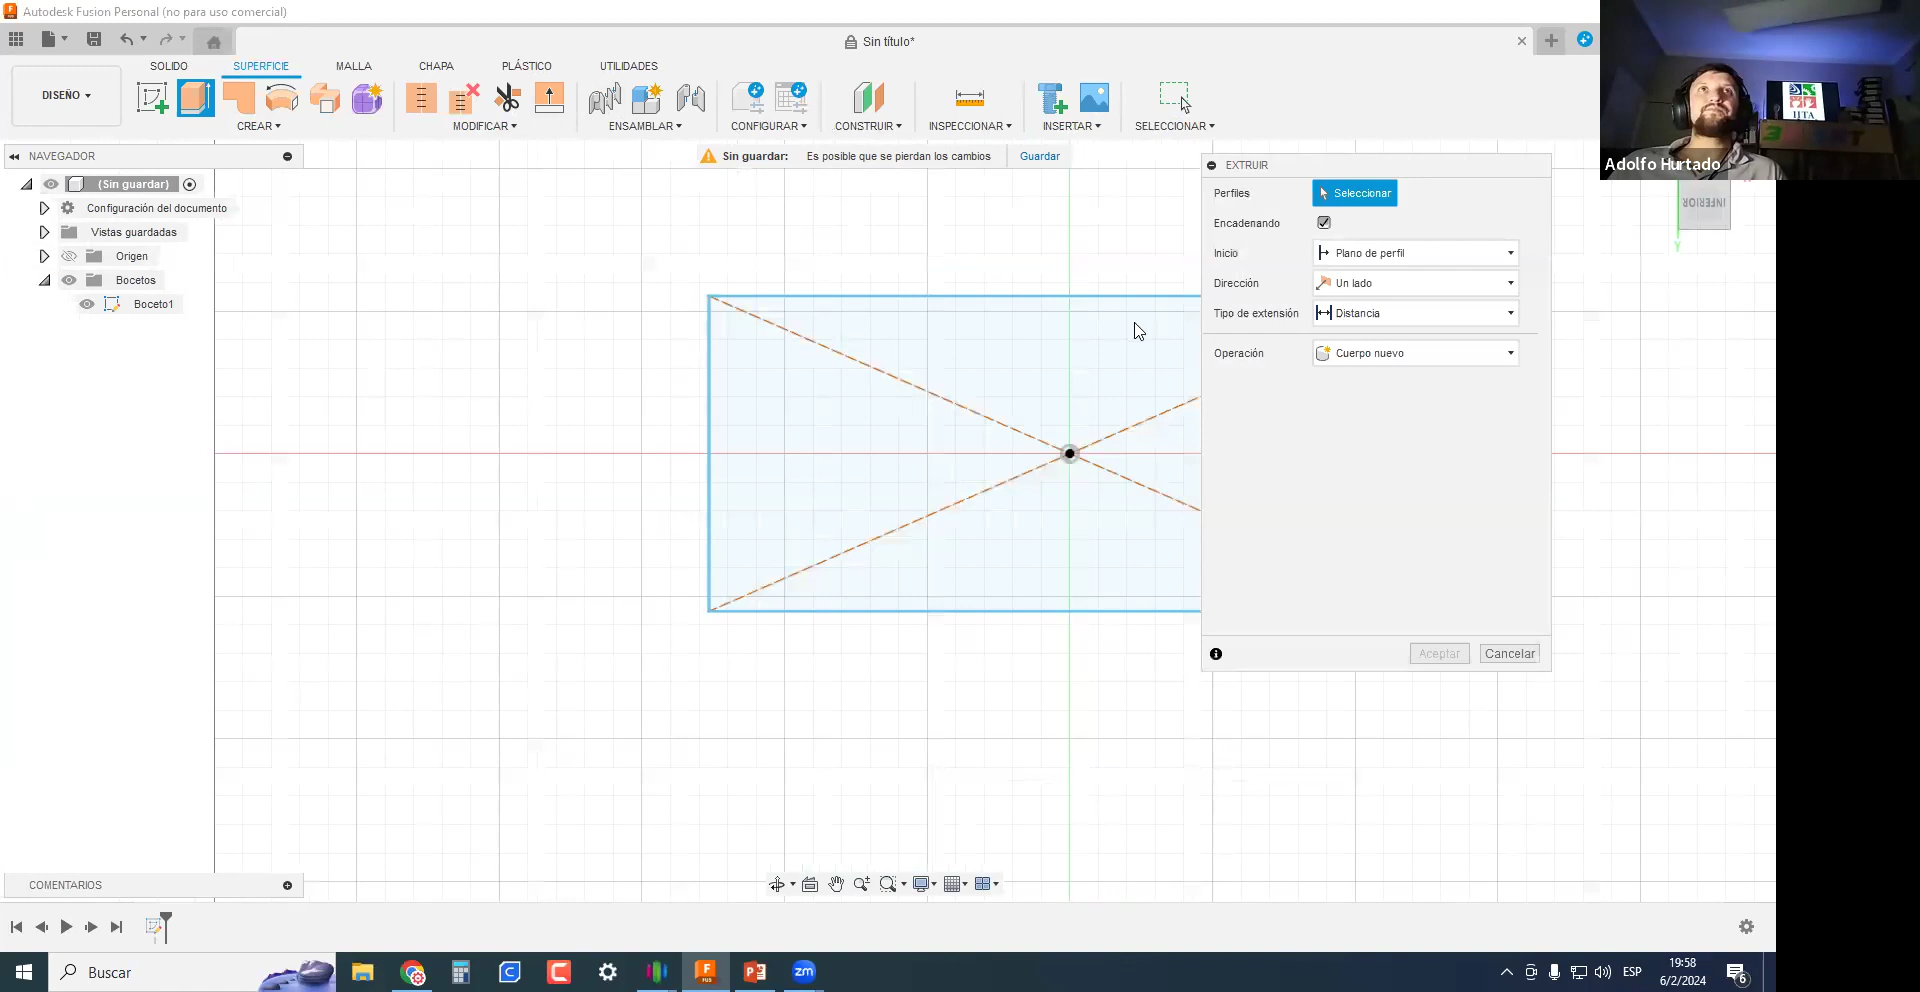 Autodesk Fusion Personal (no para uso comercial)
Sin título*
DISEÑO
SOLIDO
SUPERFICIE
MALLA
CHAPA
PLÁSTICO
UTILIDADES
CREAR
MODIFICAR
ENSAMBLAR
CONFIGURAR
CONSTRUIR
INSPECCIONAR
INSERTAR
SELECCIONAR
IITA
Adolfo Hurtado
NAVEGADOR
Sin guardar:
Es posible que se pierdan los cambios
Guardar
(Sin guardar)
Configuración del documento
Vistas guardadas
Origen
Bocetos
Boceto1
EXTRUIR
Perfiles
Seleccionar
Encadenando
Inicio
Plano de perfil
Dirección
Un lado
Tipo de extensión
Distancia
Operación
Cuerpo nuevo
Aceptar
Cancelar
INFERIOR
Y
COMENTARIOS
Buscar
FUS
zm
ESP
19:58
6/2/2024
6